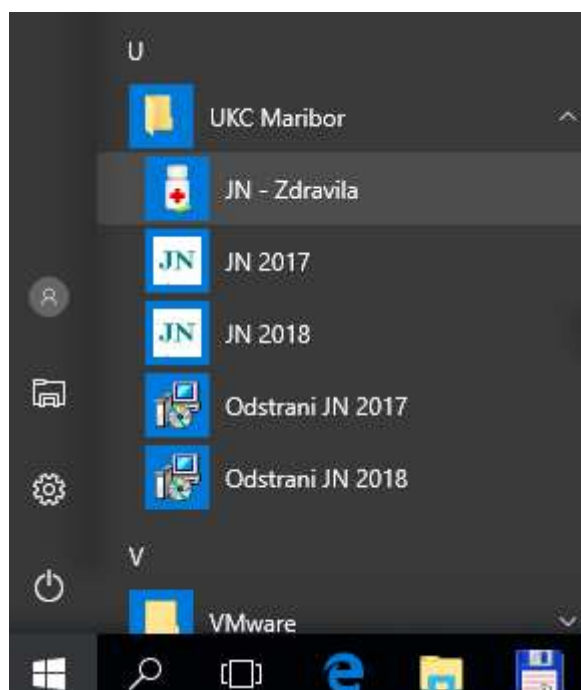 U
UKC Maribor
JN - Zdravila
JN JN 2017
JN JN 2018
Odstrani JN 2017
Odstrani JN 2018
V
VMware